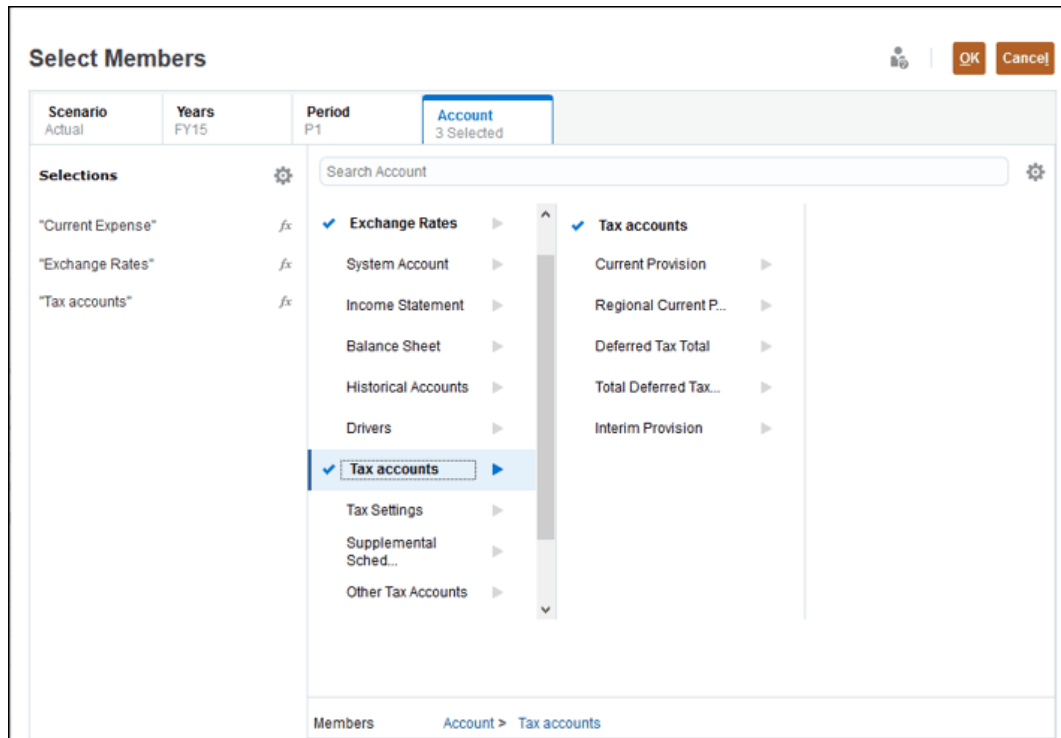 Select Members
OK
Cancel
Scenario
Actual
Years
FY15
Period
P1
Account
3 Selected
Selections
Search Account
"Current Expense"
fx
"Exchange Rates"
fx
"Tax accounts"
fx
Exchange Rates
System Account
Income Statement
Balance Sheet
Historical Accounts
Drivers
Tax accounts
Tax Settings
Supplemental
Sched...
Other Tax Accounts
Tax accounts
Current Provision
Regional Current P...
Deferred Tax Total
Total Deferred Tax...
Interim Provision
Members
Account > Tax accounts